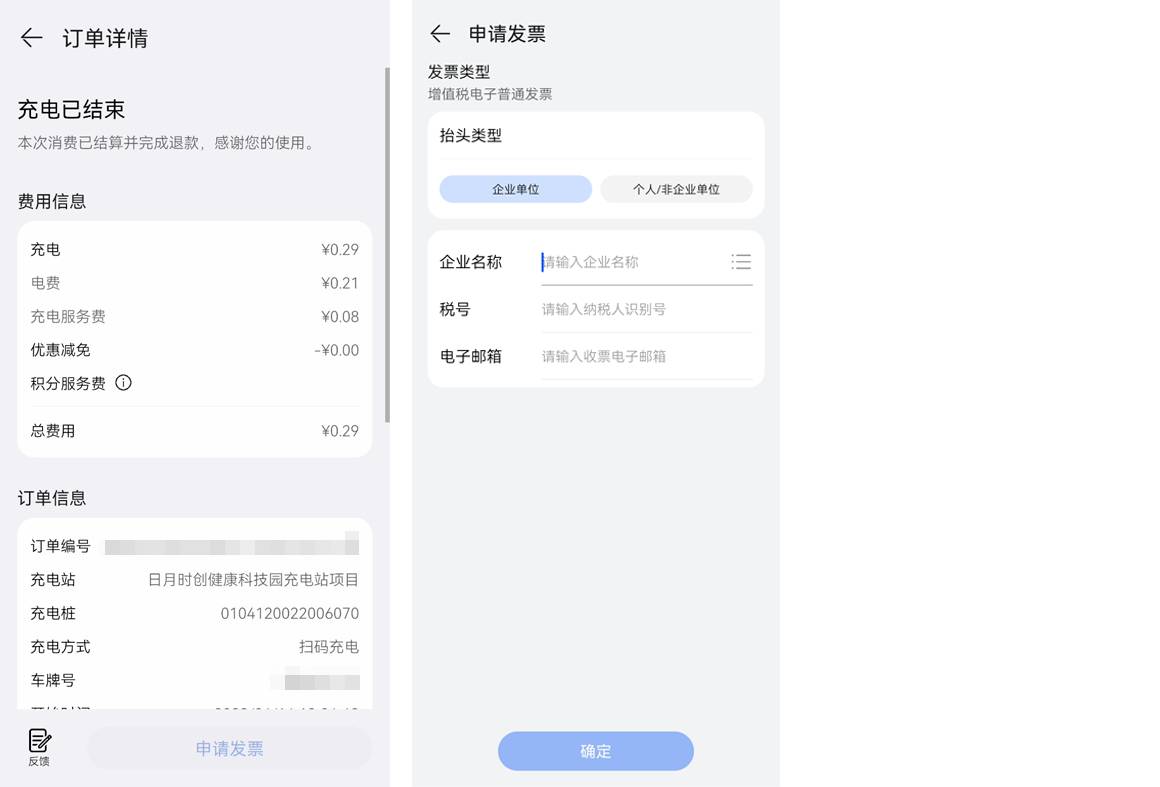 订单详情
充电已结束
本次消费已结算并完成退款，感谢您的使用。
费用信息
充电 ¥0.29
电费 ¥0.21
充电服务费 ¥0.08
优惠减免 -¥0.00
积分服务费
总费用 ¥0.29
订单信息
订单编号
充电站 日月时创健康科技园充电站项目
充电桩 0104120022006070
充电方式 扫码充电
车牌号
反馈
申请发票
申请发票
发票类型
增值税电子普通发票
抬头类型
企业单位 个人/非企业单位
企业名称 请输入企业名称
税号 请输入纳税人识别号
电子邮箱 请输入收票电子邮箱
确定